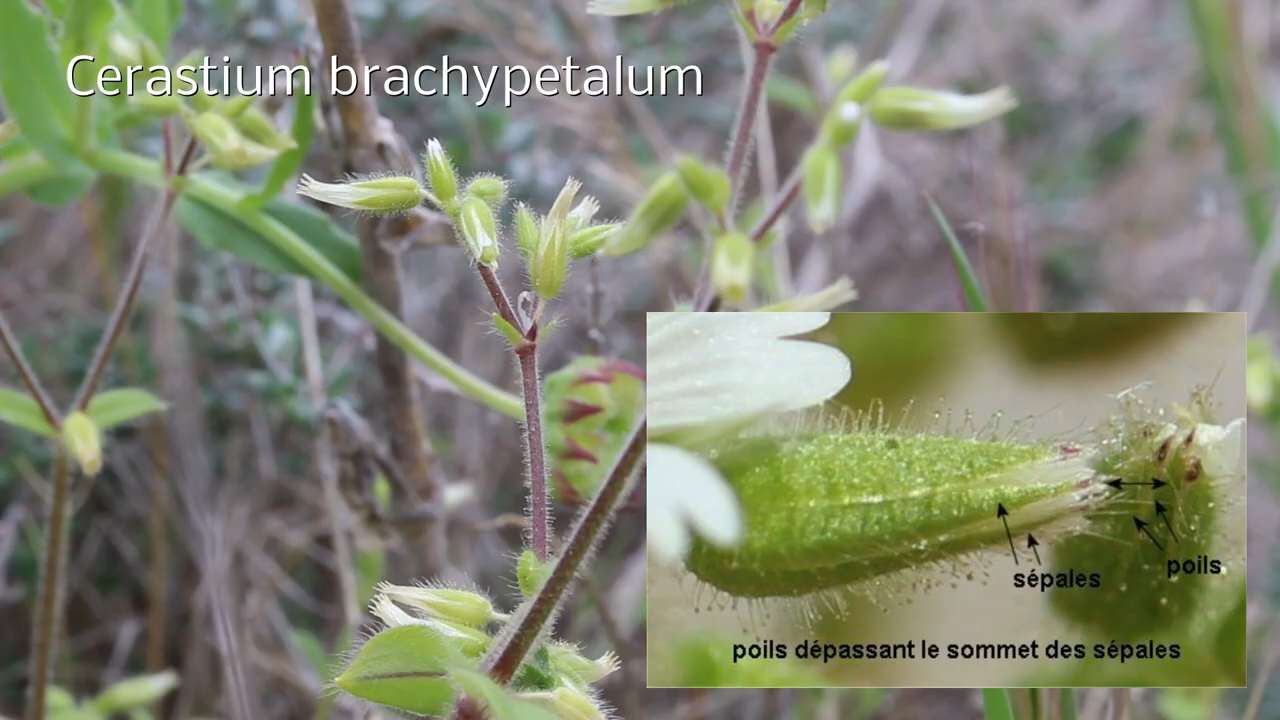 Cerastium brachypetalum
sépales
poils
poils dépassant le sommet des sépales